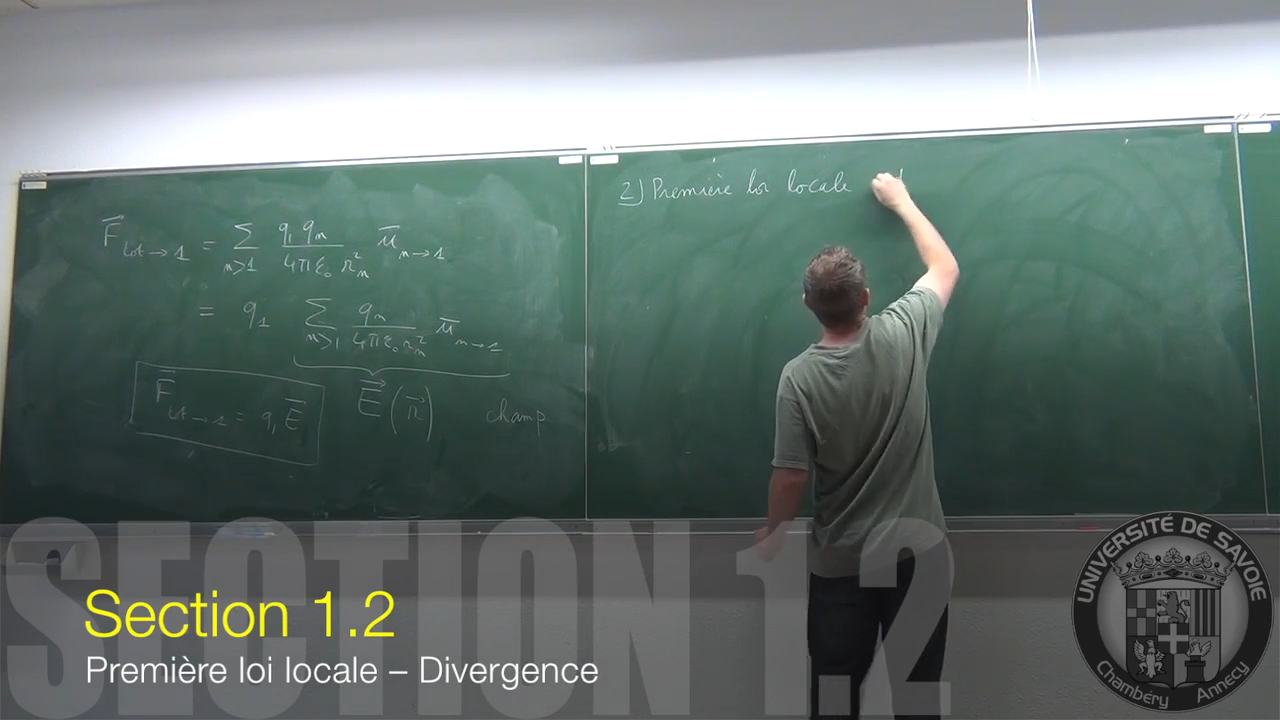 F⃗ tot → 1 = Σ n>1 q₁ qₙ / 4πε₀ rₙ² u⃗ n→1
= q₁ Σ n>1 qₙ / 4πε₀ rₙ² u⃗ n→1
F⃗ tot → 1 = q₁ E⃗
E⃗(r⃗) champ
2) Première loi locale
SECTION 1.2
Section 1.2
Première loi locale – Divergence
UNIVERSITÉ DE SAVOIE
Chambéry Annecy